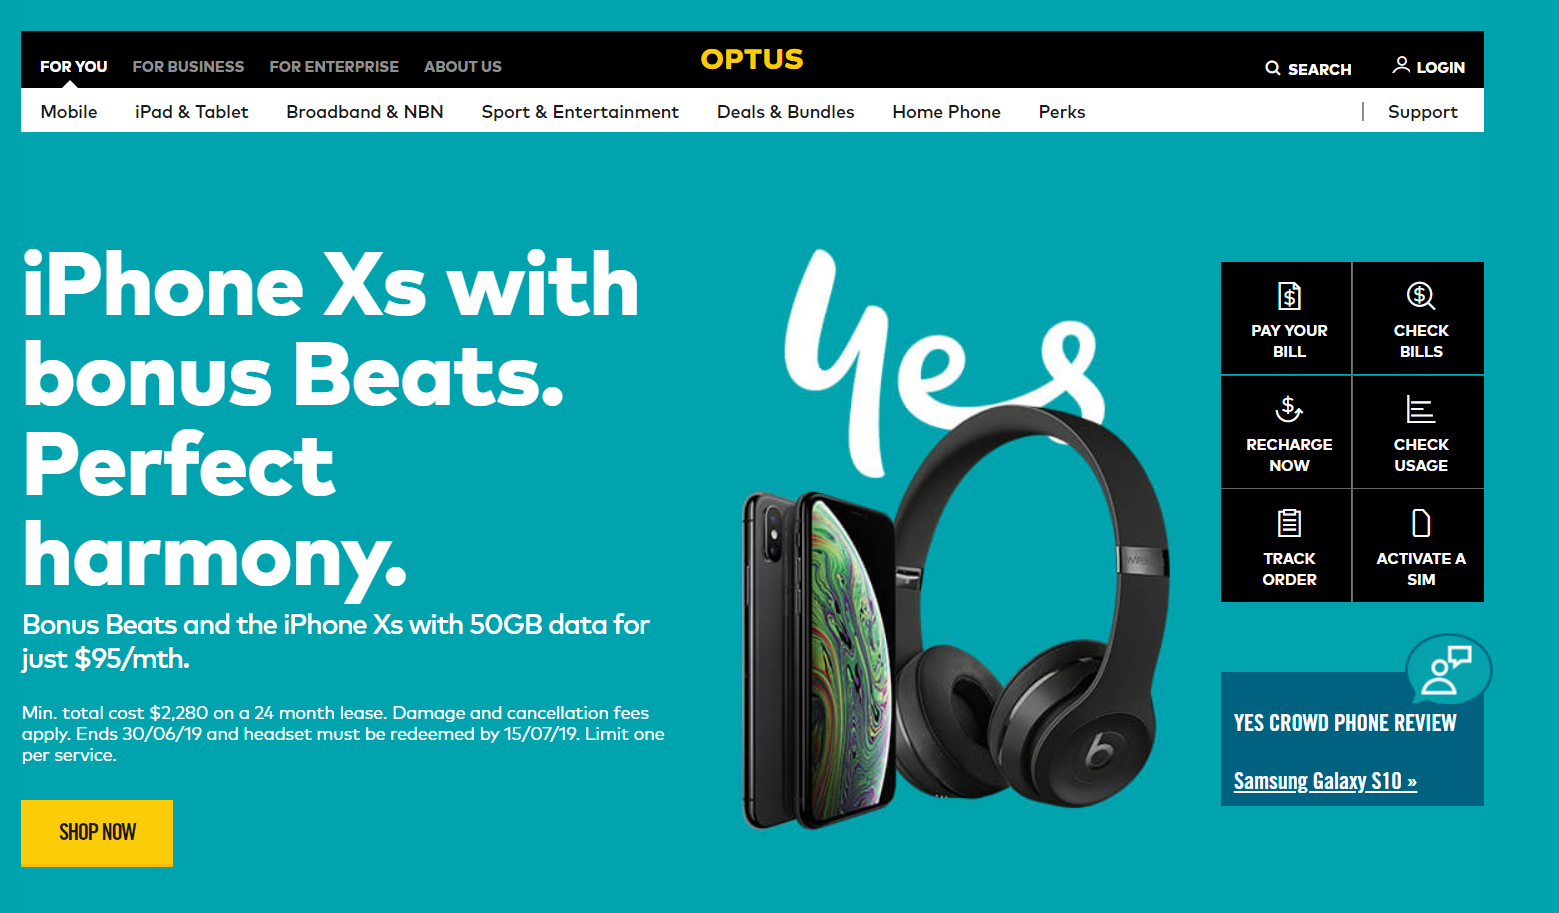 FOR YOU FOR BUSINESS FOR ENTERPRISE ABOUT US OPTUS SEARCH LOGIN
Mobile iPad & Tablet Broadband & NBN Sport & Entertainment Deals & Bundles Home Phone Perks | Support
iPhone Xs with
bonus Beats.
Perfect
harmony.
Bonus Beats and the iPhone Xs with 50GB data for
just $95/mth.
Min. total cost $2,280 on a 24 month lease. Damage and cancellation fees
apply. Ends 30/06/19 and headset must be redeemed by 15/07/19. Limit one
per service.
SHOP NOW
yes
b
PAY YOUR
BILL
CHECK
BILLS
RECHARGE
NOW
CHECK
USAGE
TRACK
ORDER
ACTIVATE A
SIM
YES CROWD PHONE REVIEW
Samsung Galaxy S10 »